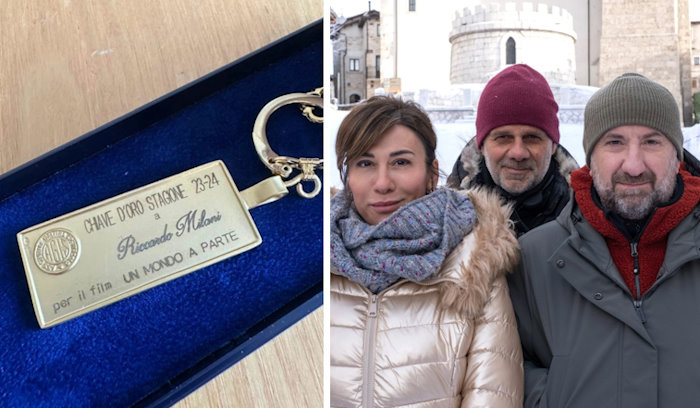 CHIAVE D'ORO STAGIONE 23-24
a
Riccardo Milani
per il film UN MONDO A PARTE